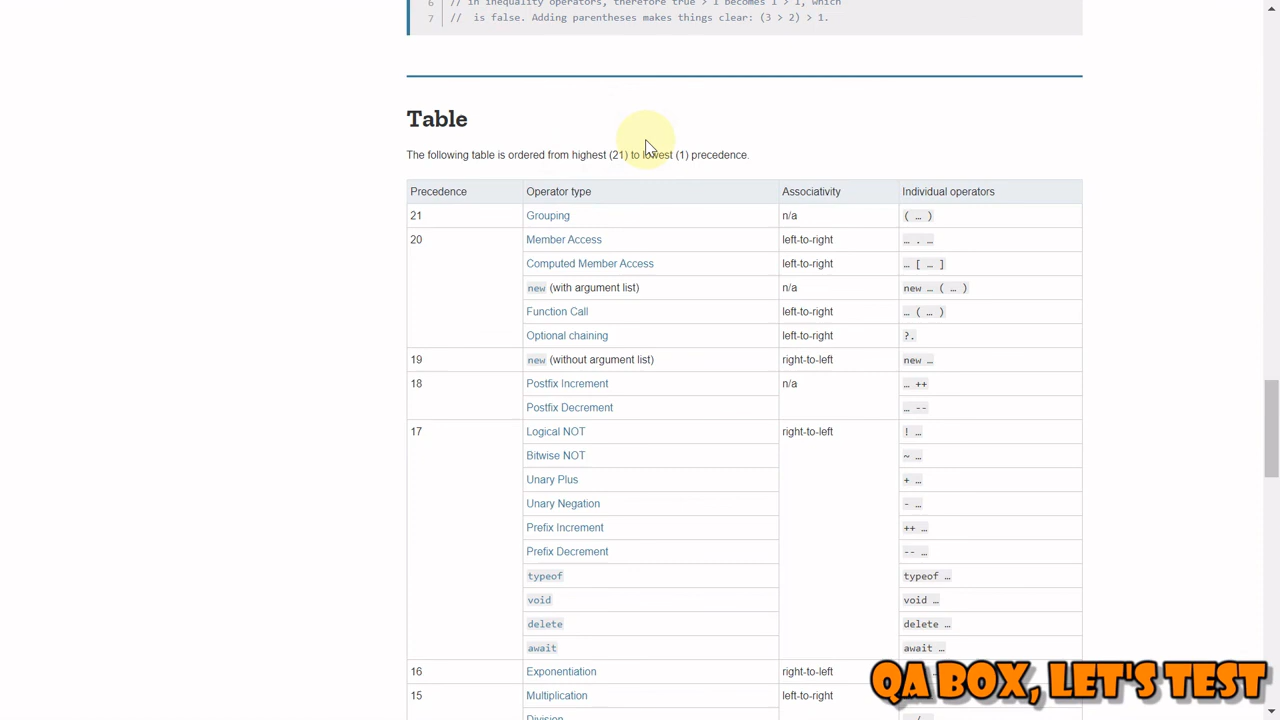 6 // in inequality operators, therefore true > 1 becomes 1 > 1, which
7 //  is false. Adding parentheses makes things clear: (3 > 2) > 1.
Table
The following table is ordered from highest (21) to lowest (1) precedence.
Precedence Operator type Associativity Individual operators
21 Grouping n/a ( … )
20 Member Access left-to-right … . …
Computed Member Access left-to-right … [ … ]
new (with argument list) n/a new … ( … )
Function Call left-to-right … ( … )
Optional chaining left-to-right ?.
19 new (without argument list) right-to-left new …
18 Postfix Increment n/a … ++
Postfix Decrement … --
17 Logical NOT right-to-left ! …
Bitwise NOT ~ …
Unary Plus + …
Unary Negation - …
Prefix Increment ++ …
Prefix Decrement -- …
typeof typeof …
void void …
delete delete …
await await …
16 Exponentiation right-to-left
15 Multiplication left-to-right
Division
QA BOX, LET'S TEST